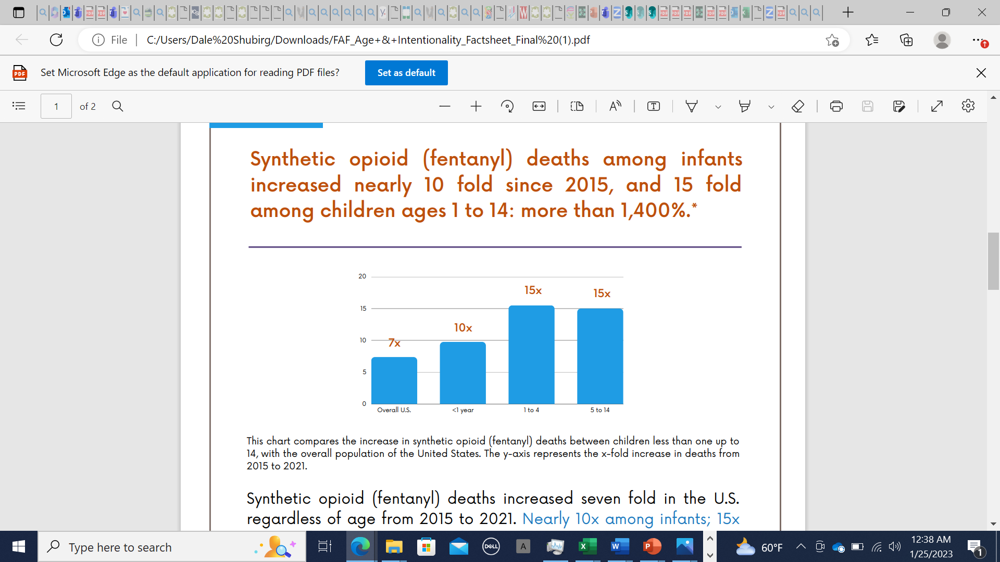 File
C:/Users/Dale%20Shubirg/Downloads/FAF_Age+&+Intentionality_Factsheet_Final%20(1).pdf
Set Microsoft Edge as the default application for reading PDF files?
Set as default
1 of 2
Synthetic opioid (fentanyl) deaths among infants
increased nearly 10 fold since 2015, and 15 fold
among children ages 1 to 14: more than 1,400%.*
20
15
10
5
0
7x
10x
15x
15x
Overall U.S.
<1 year
1 to 4
5 to 14
This chart compares the increase in synthetic opioid (fentanyl) deaths between children less than one up to
14, with the overall population of the United States. The y-axis represents the x-fold increase in deaths from
2015 to 2021.
Synthetic opioid (fentanyl) deaths increased seven fold in the U.S.
regardless of age from 2015 to 2021. Nearly 10x among infants; 15x
Type here to search
60°F
12:38 AM
1/25/2023
1